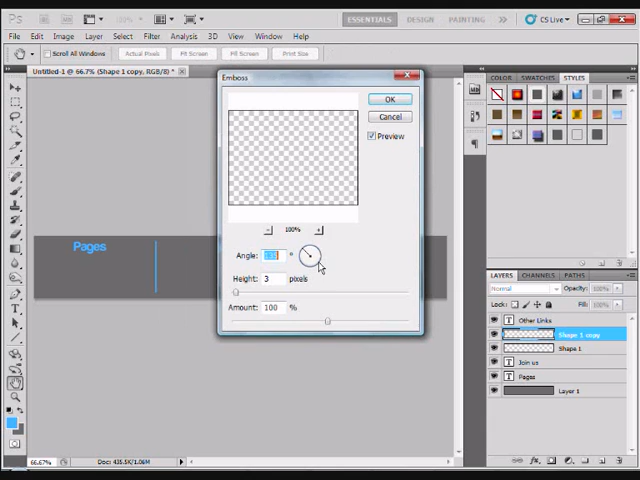 Ps 66.7 ESSENTIALS DESIGN PAINTING >> CS Live
File Edit Image Layer Select Filter Analysis 3D View Window Help
Scroll All Windows Actual Pixels Fit Screen Fill Screen Print Size
Untitled-1 @ 66.7% (Shape 1 copy, RGB/8) *
Emboss
OK
Cancel
Preview
100%
Angle: 135 °
Height: 3 pixels
Amount: 100 %
Pages
COLOR SWATCHES STYLES
LAYERS CHANNELS PATHS
Normal Opacity: 100%
Lock: Fill: 100%
T Other Links
Shape 1 copy
Shape 1
T Join us
T Pages
Layer 1
66.67% Doc: 435.5K/1.06M